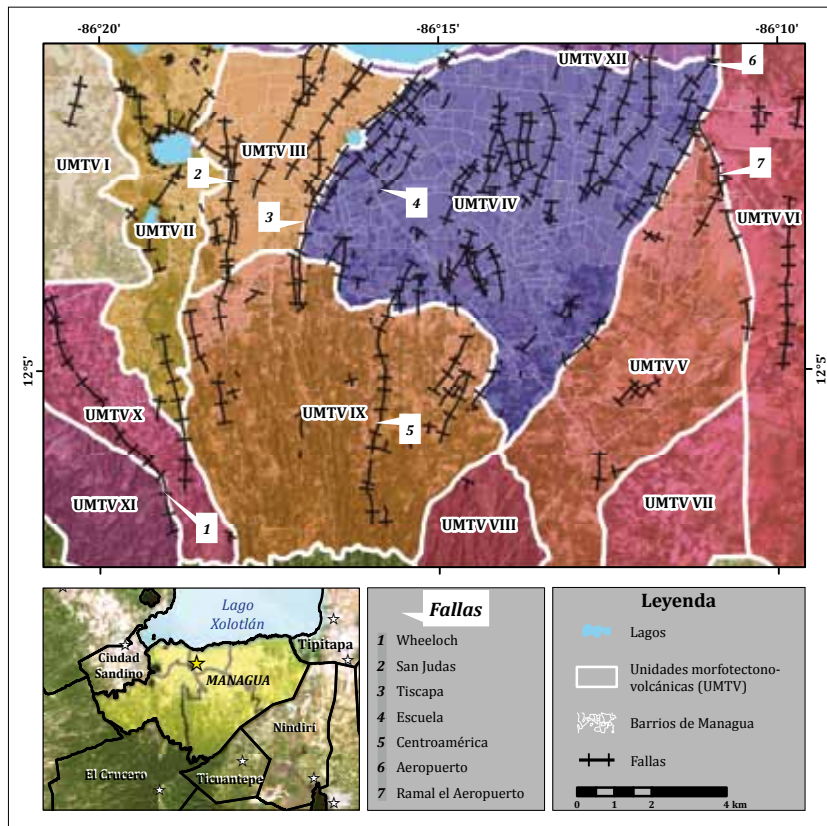 -86°20'
-86°15'
-86°10'
UMTV XII
6
UMTV I
2
UMTV III
7
4
UMTV IV
UMTV VI
3
UMTV II
12°5'
12°5'
UMTV V
UMTV X
UMTV IX
5
UMTV XI
UMTV VII
UMTV VIII
1
Lago
Xolotlán
Tipitapa
Ciudad
Sandino
MANAGUA
Nindirí
El Crucero
Ticuantepe
Fallas
1 Wheeloch
2 San Judas
3 Tiscapa
4 Escuela
5 Centroamérica
6 Aeropuerto
7 Ramal el Aeropuerto
Leyenda
Lagos
Unidades morfotectono-
volcánicas (UMTV)
Barrios de Managua
Fallas
0 1 2 4 km